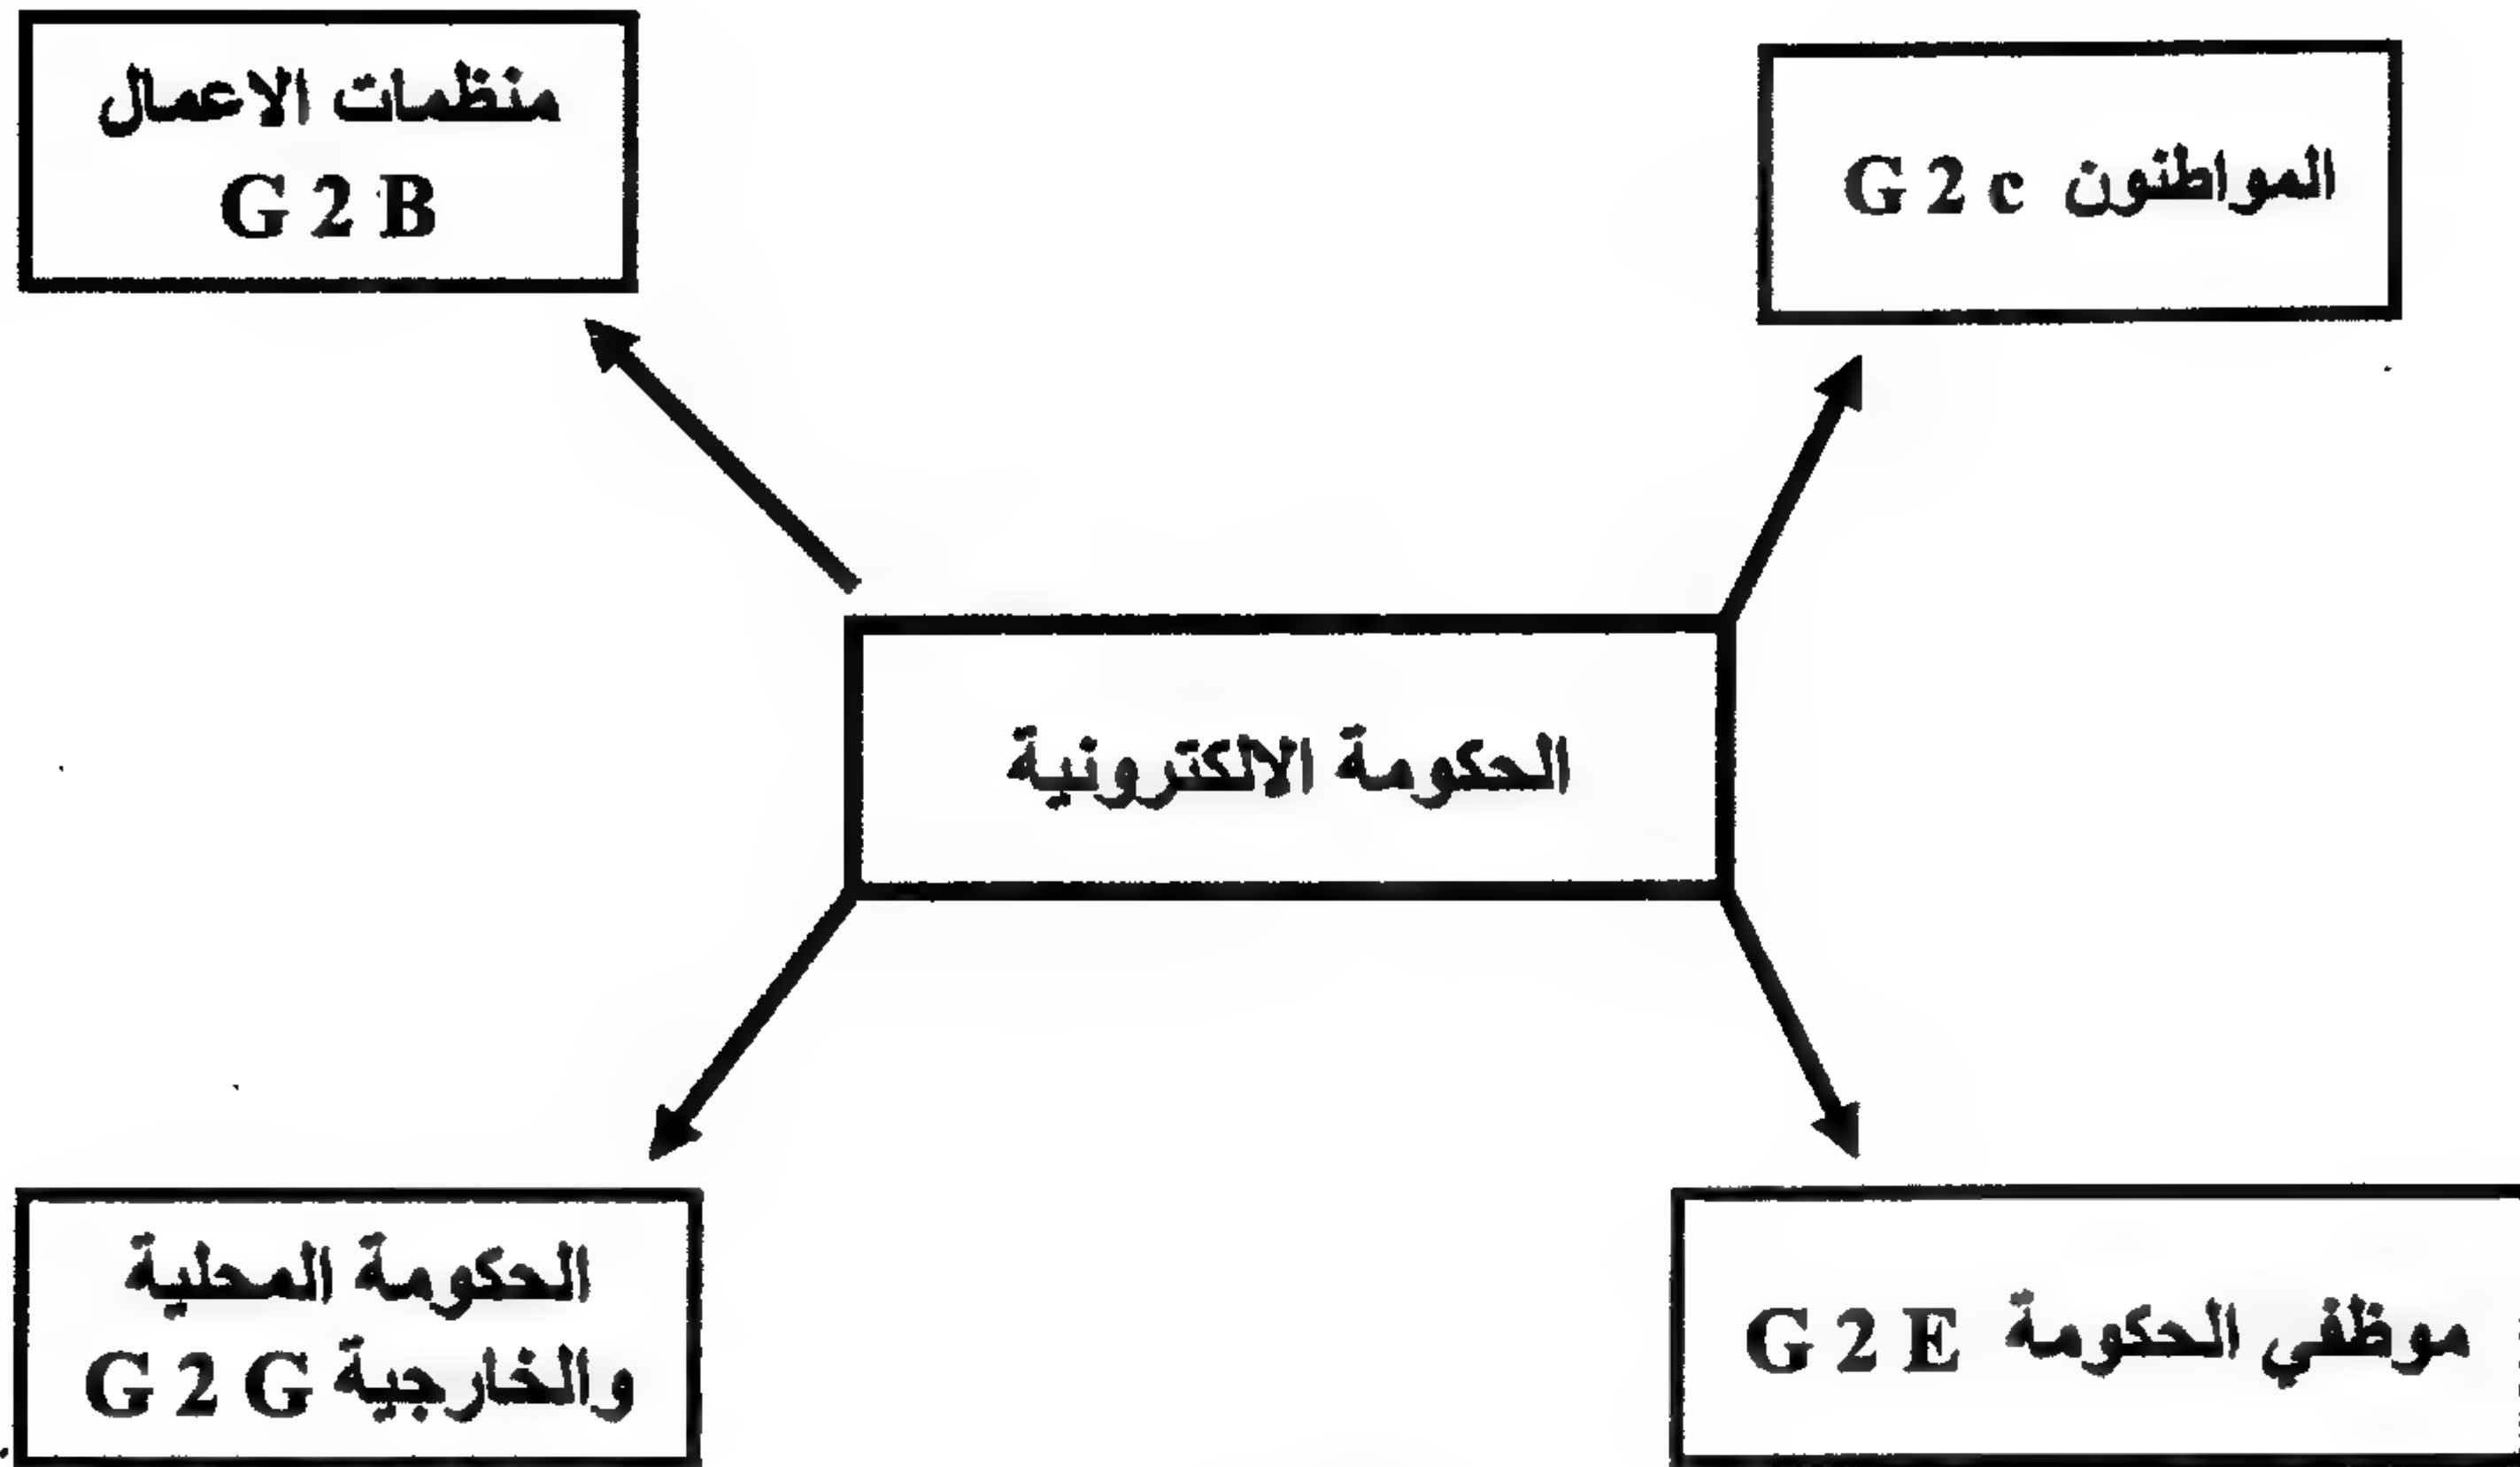 منظمات الاعمال
G 2 B
المواطنون G 2 c
الحكومة الالكترونية
الحكومة المحلية
والخارجية G 2 G
موظفي الحكومة G 2 E